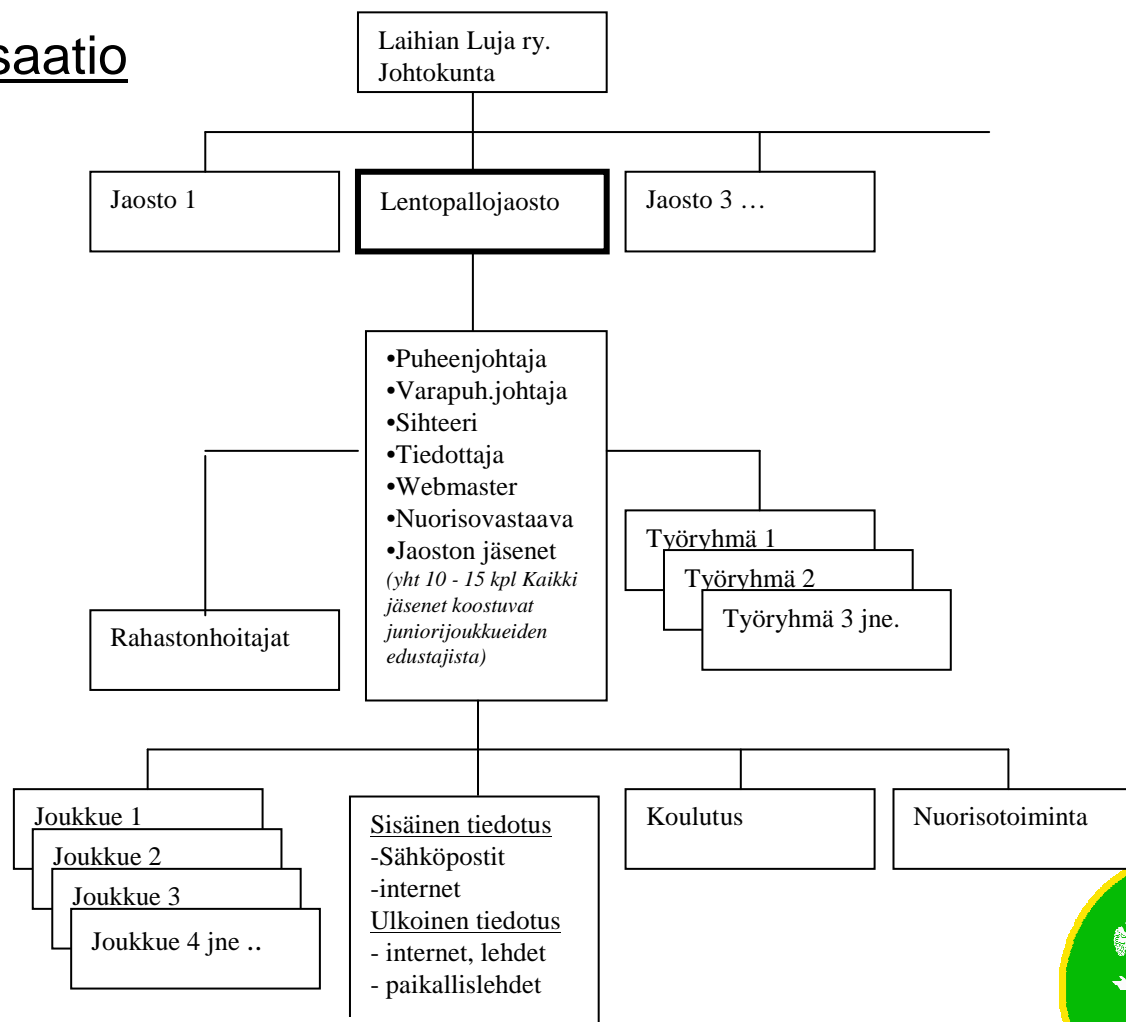 saatio
Laihian Luja ry.
Johtokunta
Jaosto 1
Lentopallojaosto
Jaosto 3 …
•Puheenjohtaja
•Varapuh.johtaja
•Sihteeri
•Tiedottaja
•Webmaster
•Nuorisovastaava
•Jaoston jäsenet
(yht 10 - 15 kpl Kaikki
jäsenet koostuvat
juniorijoukkueiden
edustajista)
Rahastonhoitajat
Työryhmä 1
Työryhmä 2
Työryhmä 3 jne.
Joukkue 1
Joukkue 2
Joukkue 3
Joukkue 4 jne ..
Sisäinen tiedotus
-Sähköpostit
-internet
Ulkoinen tiedotus
- internet, lehdet
- paikallislehdet
Koulutus
Nuorisotoiminta